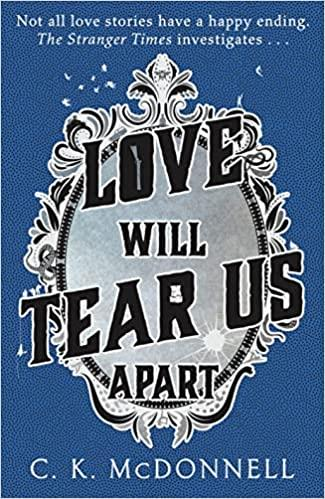 Not all love stories have a happy ending.
The Stranger Times investigates . . .
LOVE
WILL
TEAR US
APART
C. K. McDONNELL